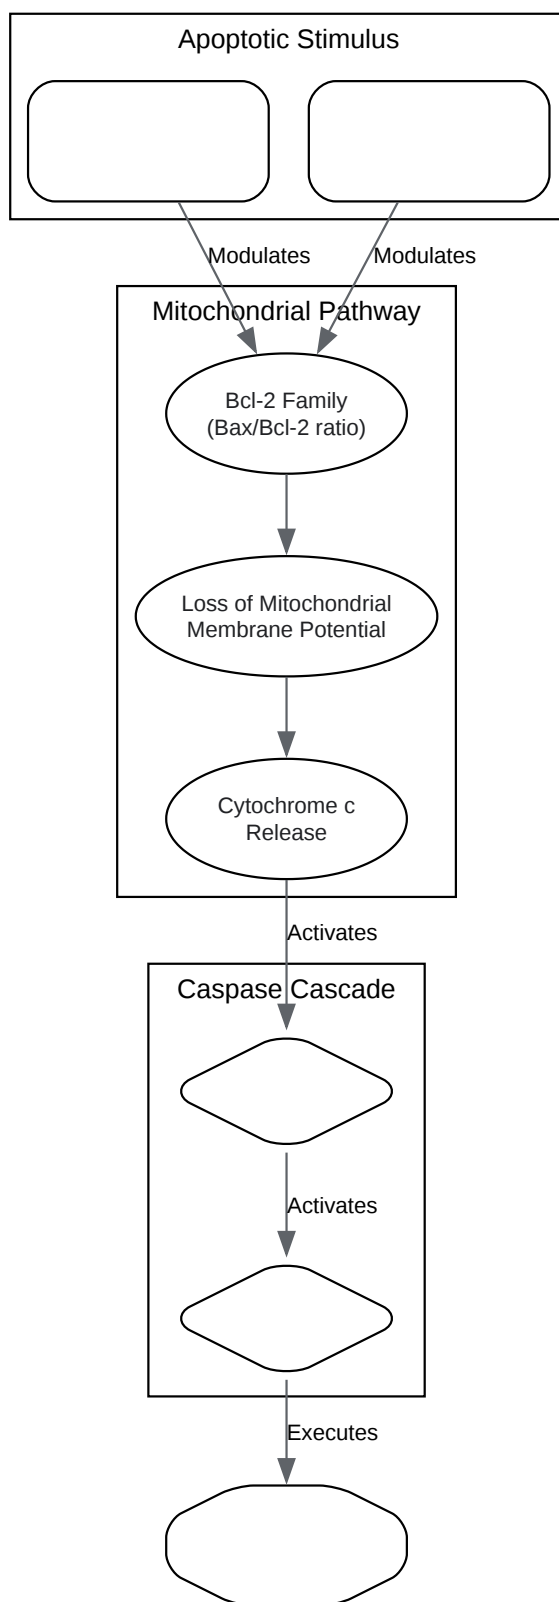 Apoptotic Stimulus
Modulates
Modulates
Mitochondrial Pathway
Bcl-2 Family
(Bax/Bcl-2 ratio)
Loss of Mitochondrial
Membrane Potential
Cytochrome c
Release
Activates
Caspase Cascade
Activates
Executes